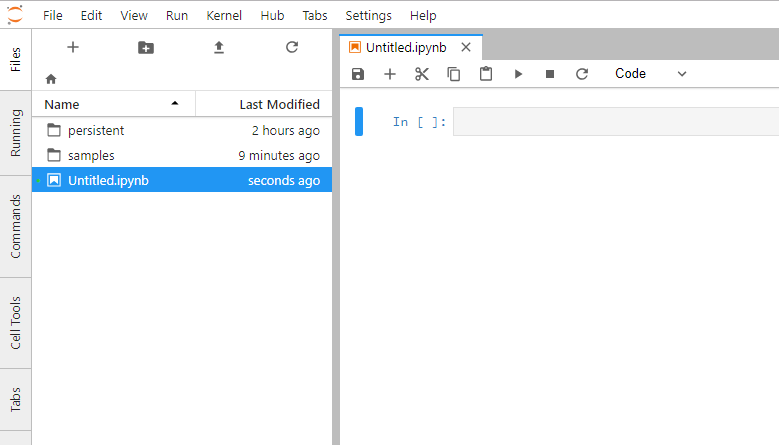 File Edit View Run Kernel Hub Tabs Settings Help
Files
Running
Commands
Cell Tools
Tabs
Name Last Modified
persistent 2 hours ago
samples 9 minutes ago
Untitled.ipynb seconds ago
Untitled.ipynb
Code
In [ ]: